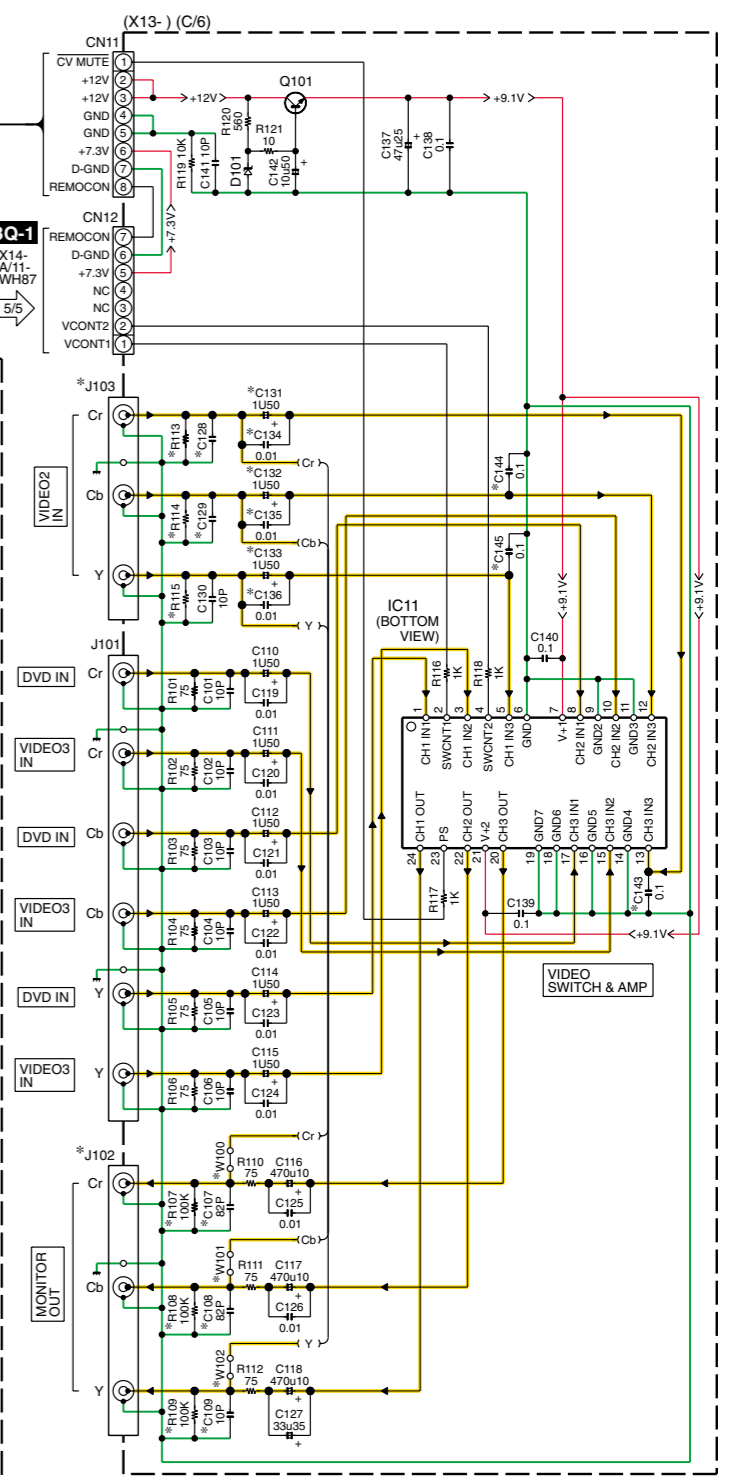 (X13- ) (C/6)
CN11
CV MUTE 1
+12V 2
+12V 3
GND 4
GND 5
+7.3V 6
D-GND 7
REMOCON 8
+12V
Q101
+9.1V
R120
560
R121
10
D101
C142
10u50
+
R119 10K
C141 10P
C137
47u25
+
C138
0.1
+7.3V
CN12
3Q-1
X14-
A/11-
WH87
5/5
REMOCON 7
D-GND 6
+7.3V 5
NC 4
NC 3
VCONT2 2
VCONT1 1
*J103
VIDEO2
IN
Cr
*R113
*C128
*C131
1U50
+
*C134
0.01
Cr
Cb
*R114
*C129
*C132
1U50
+
*C135
0.01
Cb
*C144
0.1
Y
*R115
C130
10P
*C133
1U50
+
*C136
0.01
Y
*C145
0.1
+9.1V
+9.1V
IC11
(BOTTOM
VIEW)
R116
1K
R118
1K
C140
0.1
J101
DVD IN
Cr
R101
75
C101
10P
C110
1U50
+
C119
0.01
VIDEO3
IN
Cr
R102
75
C102
10P
C111
1U50
+
C120
0.01
DVD IN
Cb
R103
75
C103
10P
C112
1U50
+
C121
0.01
VIDEO3
IN
Cb
R104
75
C104
10P
C113
1U50
+
C122
0.01
DVD IN
Y
R105
75
C105
10P
C114
1U50
+
C123
0.01
VIDEO3
IN
Y
R106
75
C106
10P
C115
1U50
+
C124
0.01
1 CH1 IN1
2 SWCNT1
3 CH1 IN2
4 SWCNT2
5 CH1 IN3
6 GND
7 V+1
8 CH2 IN1
9 GND2
10 CH2 IN2
11 GND3
12 CH2 IN3
24 CH1 OUT
23 PS
22 CH2 OUT
21 V+2
20 CH3 OUT
19 GND7
18 GND6
17 CH3 IN1
16 GND5
15 CH3 IN2
14 GND4
13 CH3 IN3
R117
1K
C139
0.1
*C143
0.1
+9.1V
VIDEO
SWITCH & AMP
*J102
MONITOR
OUT
Cr
Cr
*W100
*R107
100K
*C107
82P
R110
75
C116
470u10
+
C125
0.01
Cb
Cb
*W101
*R108
100K
*C108
82P
R111
75
C117
470u10
+
C126
0.01
Y
Y
*W102
*R109
100K
*C109
10P
R112
75
C118
470u10
+
C127
33u35
+